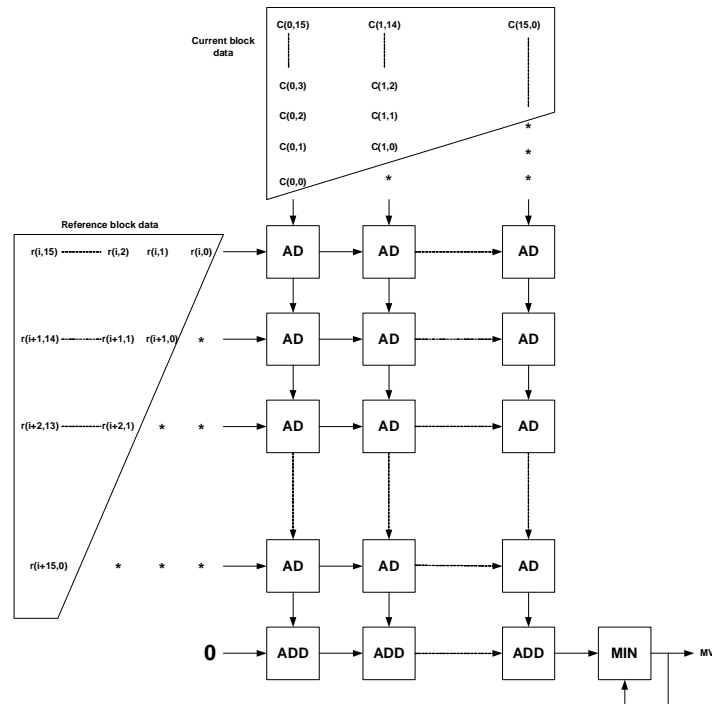 C(0,15) C(1,14) C(15,0)
Current block
data
C(0,3) C(1,2)
C(0,2) C(1,1)
*
C(0,1) C(1,0) *
C(0,0) * *
Reference block data
r(i,15) r(i,2) r(i,1) r(i,0) AD AD AD
r(i+1,14) r(i+1,1) r(i+1,0) * AD AD AD
r(i+2,13) r(i+2,1) * * AD AD AD
r(i+15,0) * * * AD AD AD
0 ADD ADD ADD MIN MV